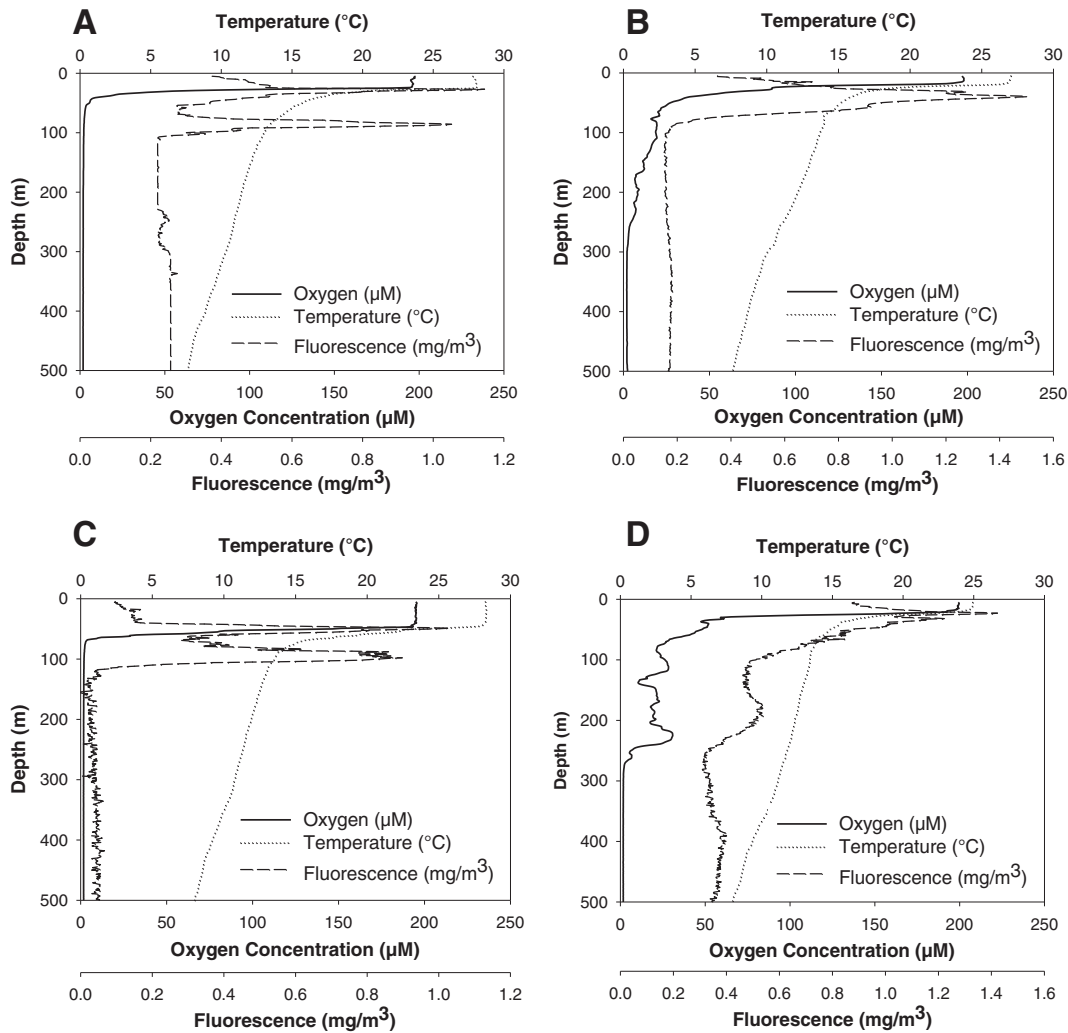 A
Temperature (°C)
0 5 10 15 20 25 30
0
100
200
300
400
500
Depth (m)
Oxygen (µM)
Temperature (°C)
Fluorescence (mg/m³)
0 50 100 150 200 250
Oxygen Concentration (µM)
0.0 0.2 0.4 0.6 0.8 1.0 1.2
Fluorescence (mg/m³)
B
Temperature (°C)
0 5 10 15 20 25 30
0
100
200
300
400
500
Depth (m)
Oxygen (µM)
Temperature (°C)
Fluorescence (mg/m³)
0 50 100 150 200 250
Oxygen Concentration (µM)
0.0 0.2 0.4 0.6 0.8 1.0 1.2 1.4 1.6
Fluorescence (mg/m³)
C
Temperature (°C)
0 5 10 15 20 25 30
0
100
200
300
400
500
Depth (m)
Oxygen (µM)
Temperature (°C)
Fluorescence (mg/m³)
0 50 100 150 200 250
Oxygen Concentration (µM)
0.0 0.2 0.4 0.6 0.8 1.0 1.2
Fluorescence (mg/m³)
D
Temperature (°C)
0 5 10 15 20 25 30
0
100
200
300
400
500
Depth (m)
Oxygen (µM)
Temperature (°C)
Fluorescence (mg/m³)
0 50 100 150 200 250
Oxygen Concentration (µM)
0.0 0.2 0.4 0.6 0.8 1.0 1.2 1.4 1.6
Fluorescence (mg/m³)